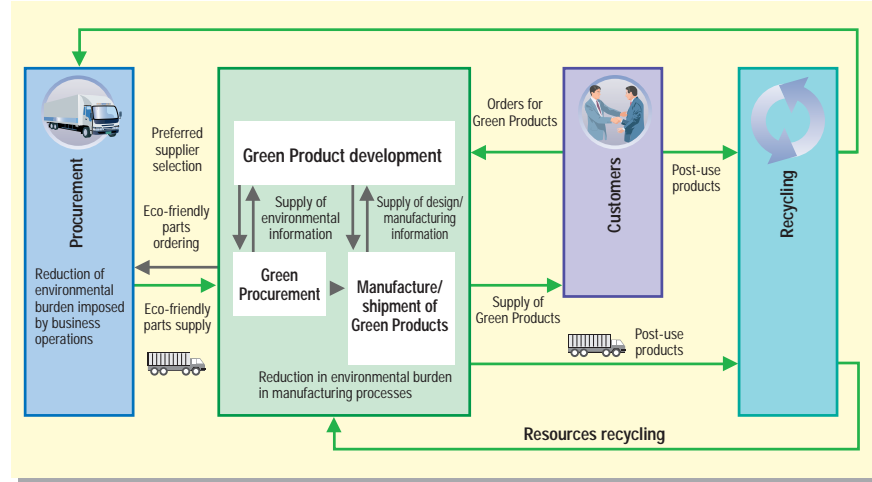 Procurement
Reduction of
environmental
burden imposed
by business
operations
Preferred
supplier
selection
Eco-friendly
parts
ordering
Eco-friendly
parts supply
Green Product development
Supply of
environmental
information
Supply of design/
manufacturing
information
Green
Procurement
Manufacture/
shipment of
Green Products
Reduction in environmental burden
in manufacturing processes
Orders for
Green Products
Customers
Supply of
Green Products
Post-use
products
Post-use
products
Recycling
Resources recycling